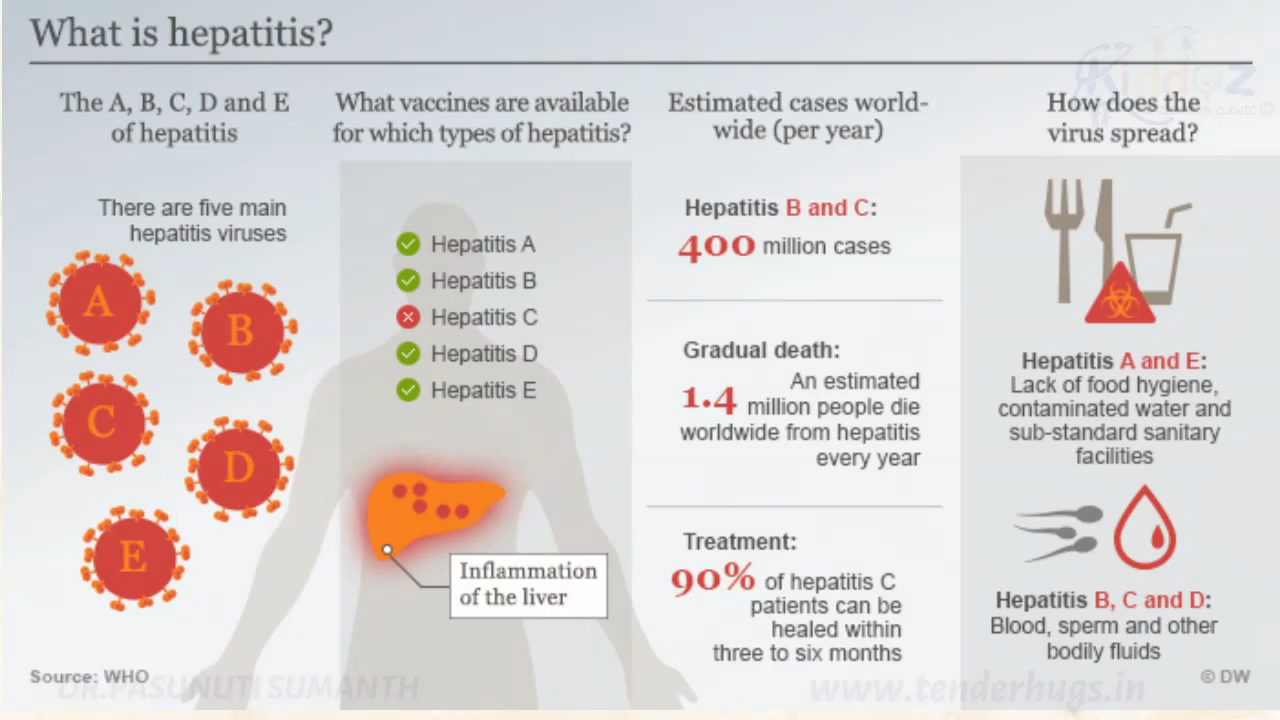 What is hepatitis?
The A, B, C, D and E
of hepatitis
There are five main
hepatitis viruses
A
B
C
D
E
What vaccines are available
for which types of hepatitis?
Hepatitis A
Hepatitis B
Hepatitis C
Hepatitis D
Hepatitis E
Inflammation
of the liver
Estimated cases world-
wide (per year)
Hepatitis B and C:
400 million cases
Gradual death:
An estimated
1.4 million people die
worldwide from hepatitis
every year
Treatment:
90% of hepatitis C
patients can be
healed within
three to six months
How does the
virus spread?
Hepatitis A and E:
Lack of food hygiene,
contaminated water and
sub-standard sanitary
facilities
Hepatitis B, C and D:
Blood, sperm and other
bodily fluids
Source: WHO
© DW
DR.PASUNUTI SUMANTH
www.tenderhugs.in